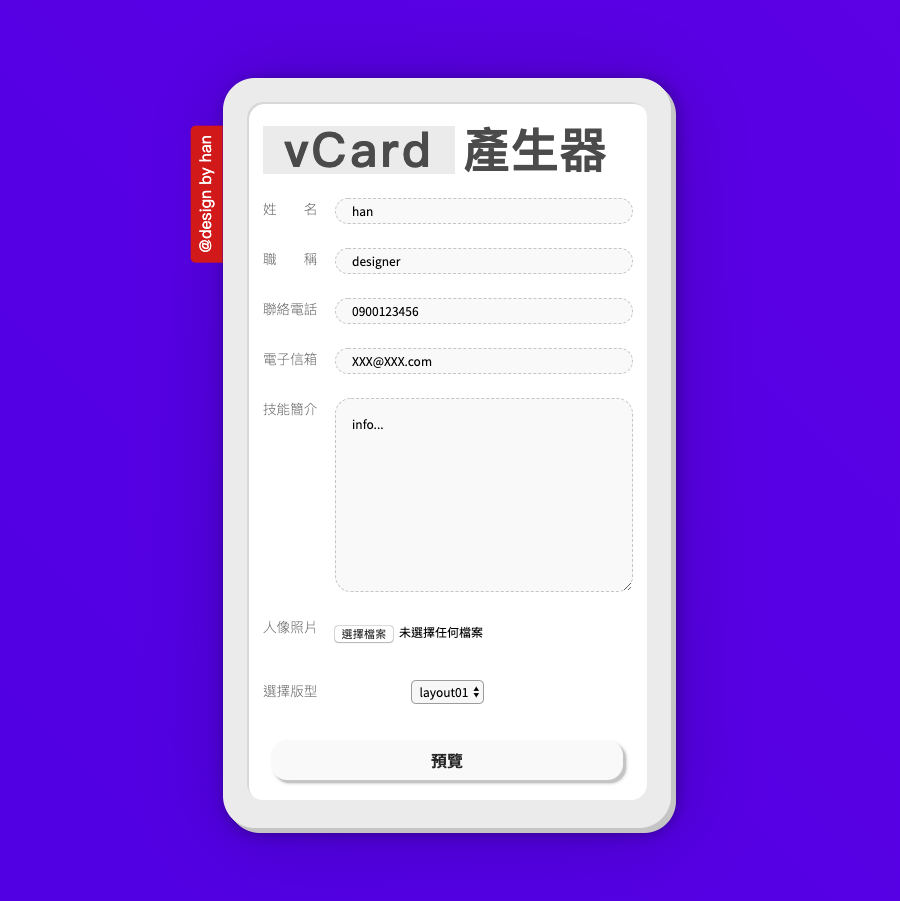 vCard 產生器
@design by han
姓 名 han
職 稱 designer
聯絡電話 0900123456
電子信箱 XXX@XXX.com
技能簡介 info...
人像照片 選擇檔案 未選擇任何檔案
選擇版型 layout01
預覽